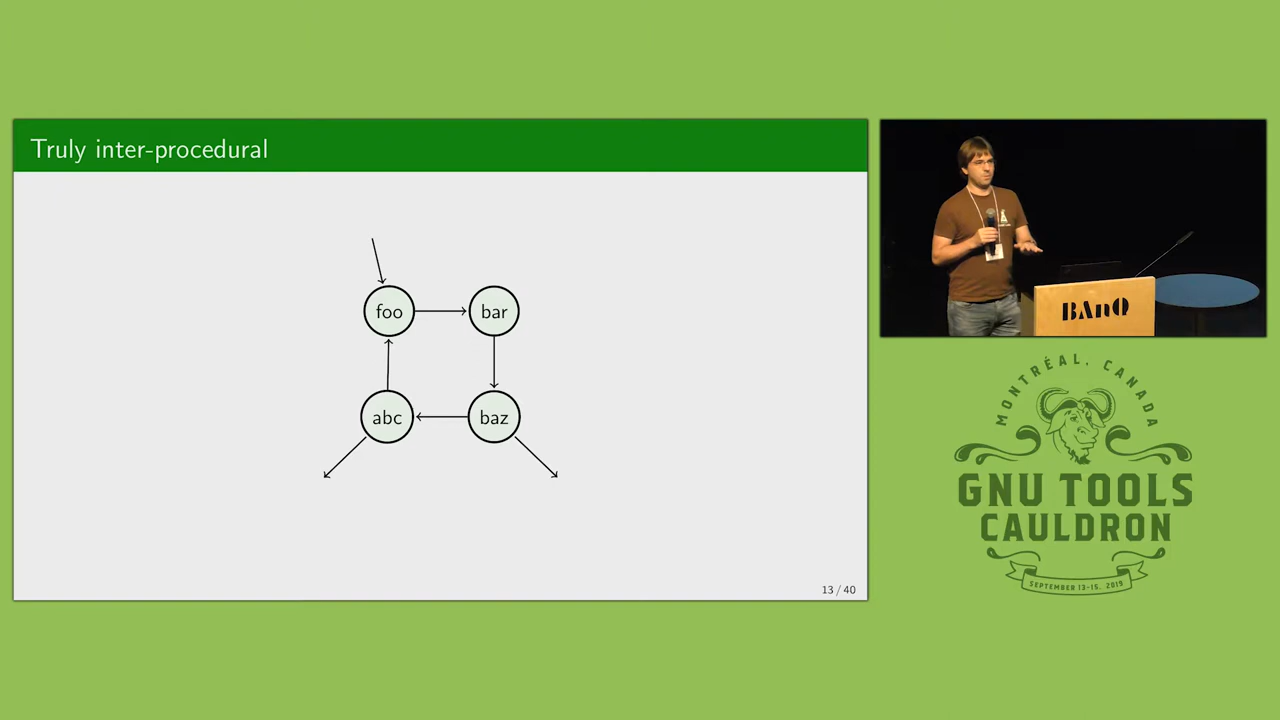 Truly inter-procedural
foo
bar
abc
baz
13 / 40
BAnQ
MONTRÉAL, CANADA
GNU TOOLS
CAULDRON
SEPTEMBER 13-15, 2019